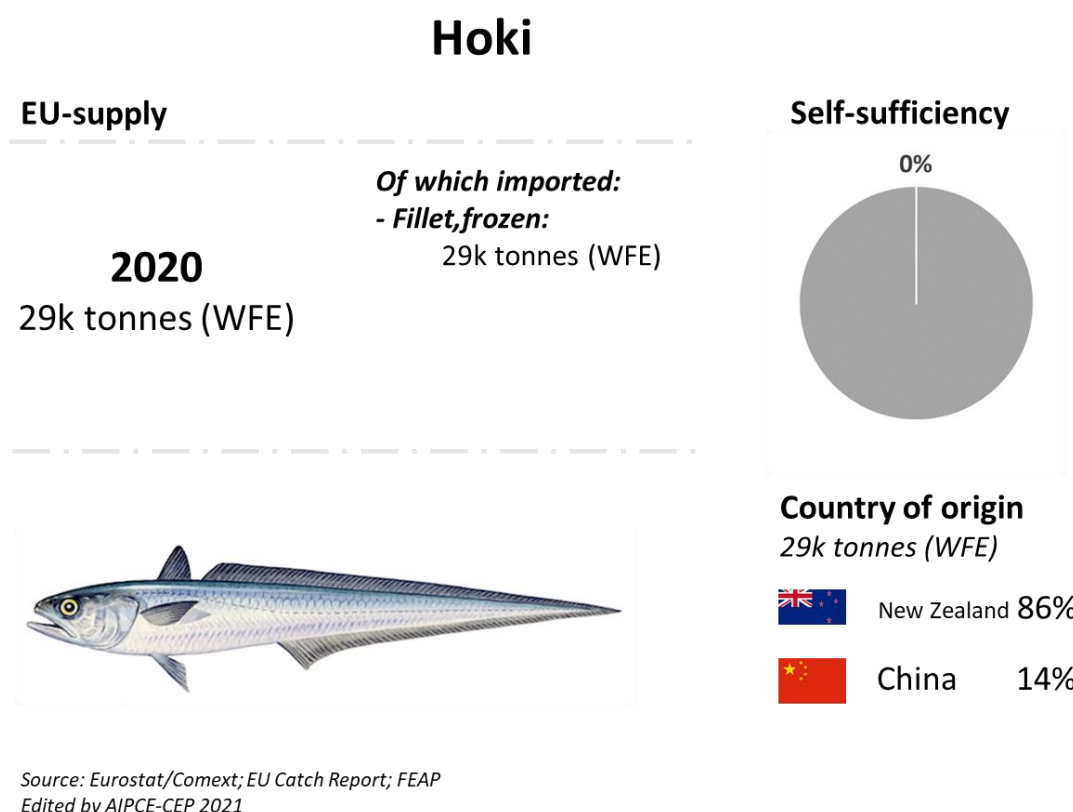 Hoki
EU-supply
Of which imported:
- Fillet,frozen:
29k tonnes (WFE)
2020
29k tonnes (WFE)
Self-sufficiency
0%
Country of origin
29k tonnes (WFE)
New Zealand 86%
China 14%
Source: Eurostat/Comext; EU Catch Report; FEAP
Edited by AIPCE-CEP 2021